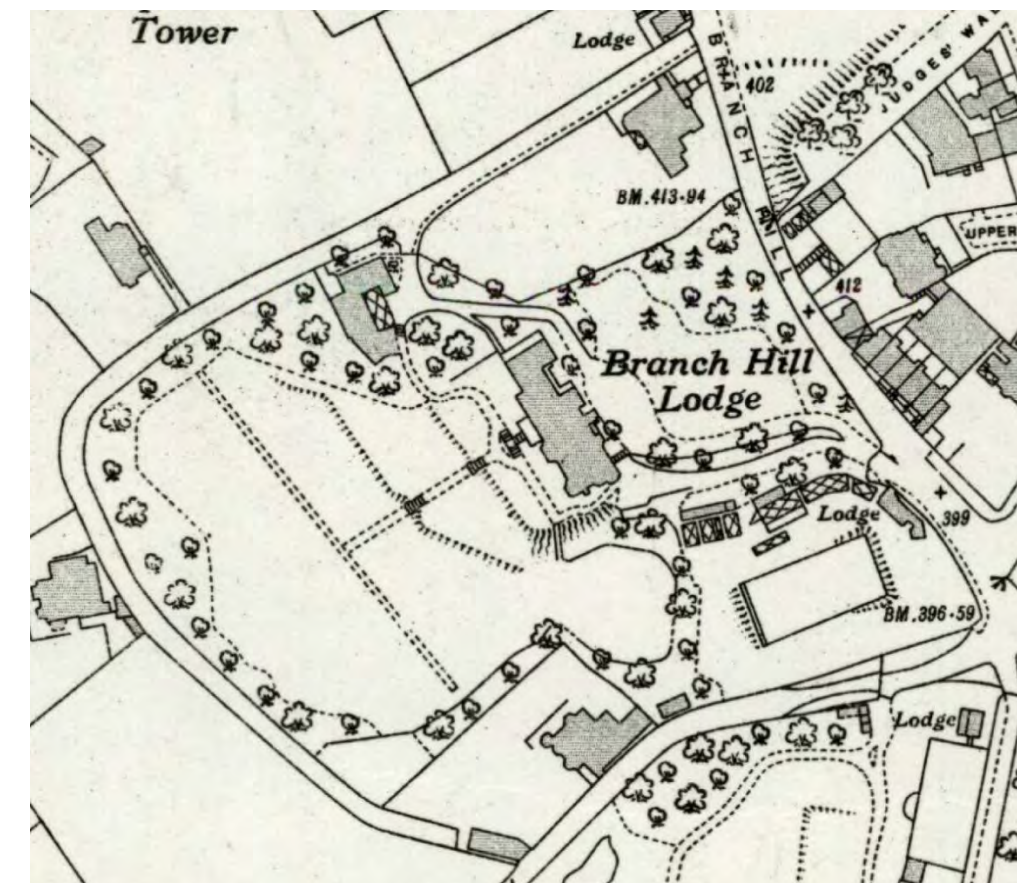 Tower
Lodge
BRANCH HILL
402
JUDGES' WAL
BM.413·94
UPPER
412
Branch Hill
Lodge
Lodge
399
BM.396·59
Lodge